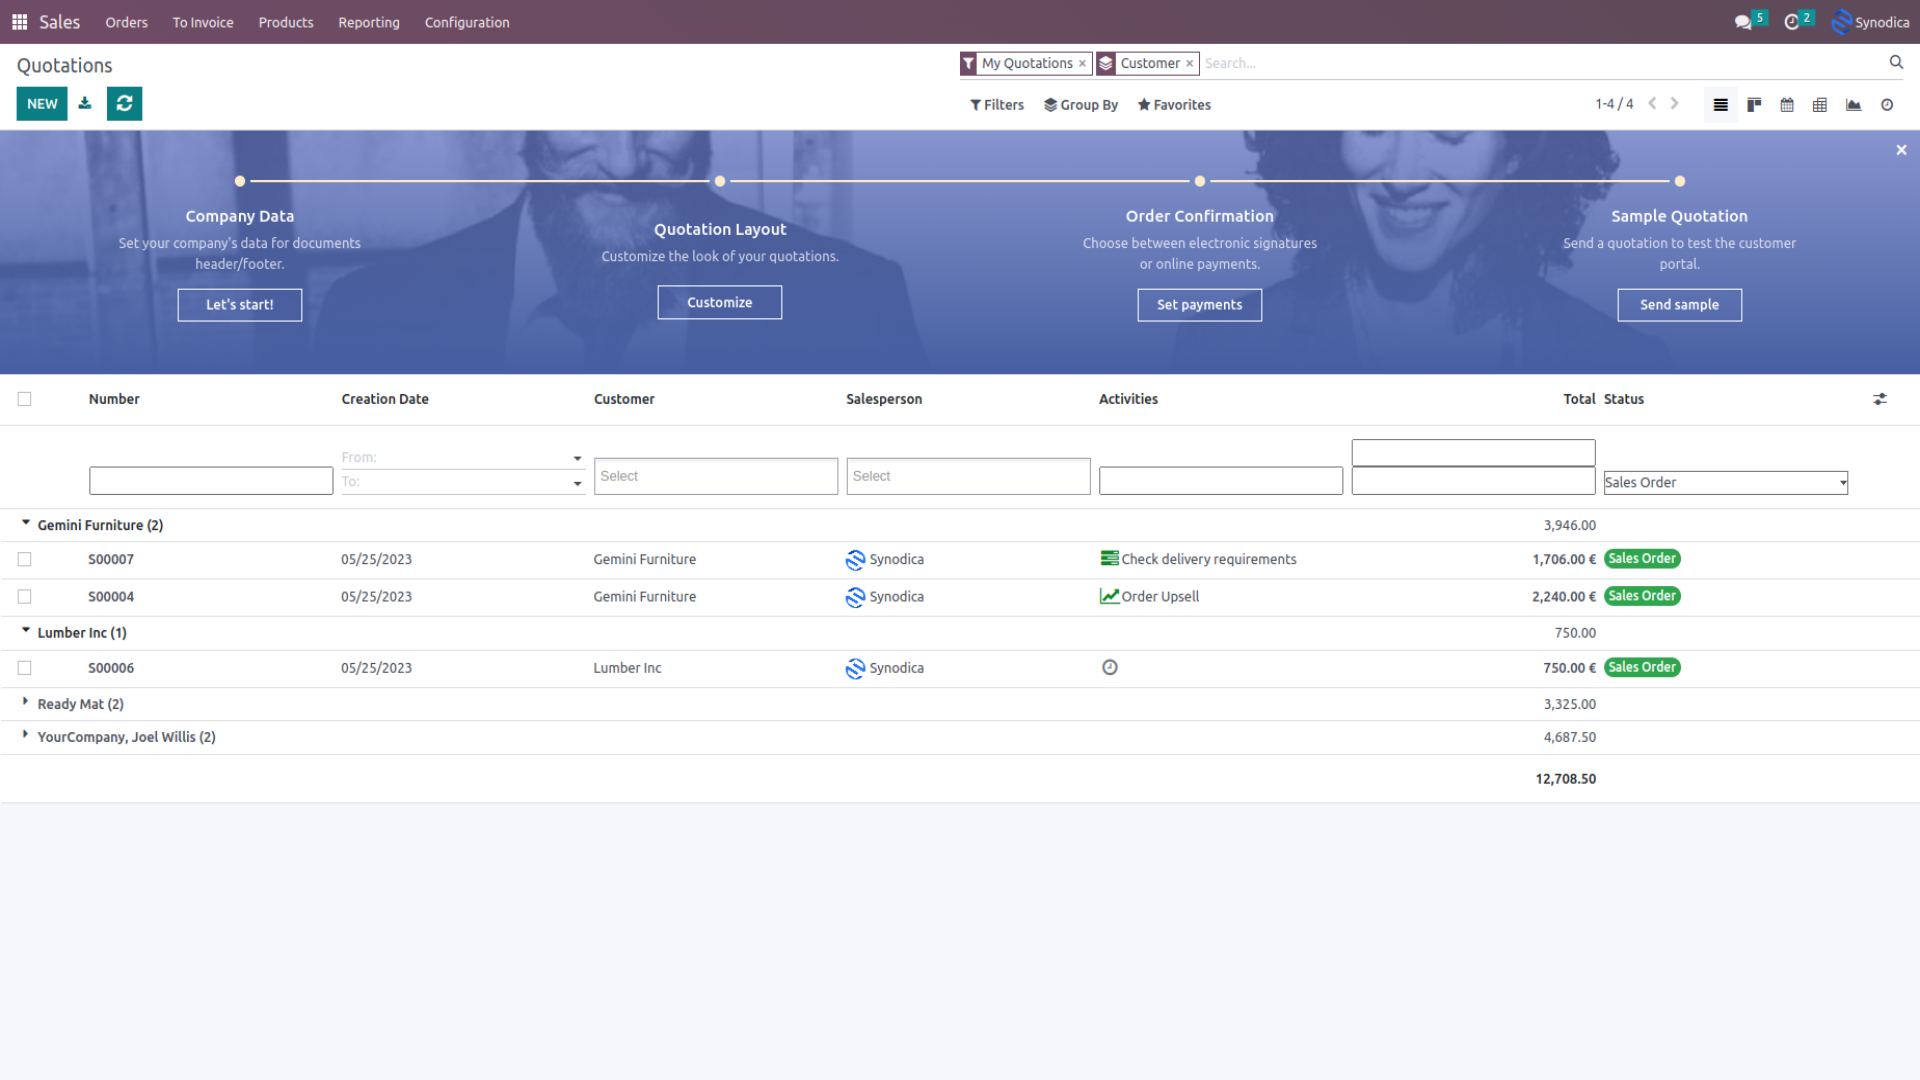 Sales Orders To Invoice Products Reporting Configuration 5 2 Synodica
Quotations
My Quotations × Customer × Search...
NEW
Filters Group By Favorites 1-4 / 4
Company Data
Set your company's data for documents
header/footer.
Let's start!
Quotation Layout
Customize the look of your quotations.
Customize
Order Confirmation
Choose between electronic signatures
or online payments.
Set payments
Sample Quotation
Send a quotation to test the customer
portal.
Send sample
Number Creation Date Customer Salesperson Activities Total Status
From:
To:
Select Select Sales Order
Gemini Furniture (2) 3,946.00
S00007 05/25/2023 Gemini Furniture Synodica Check delivery requirements 1,706.00 € Sales Order
S00004 05/25/2023 Gemini Furniture Synodica Order Upsell 2,240.00 € Sales Order
Lumber Inc (1) 750.00
S00006 05/25/2023 Lumber Inc Synodica 750.00 € Sales Order
Ready Mat (2) 3,325.00
YourCompany, Joel Willis (2) 4,687.50
12,708.50